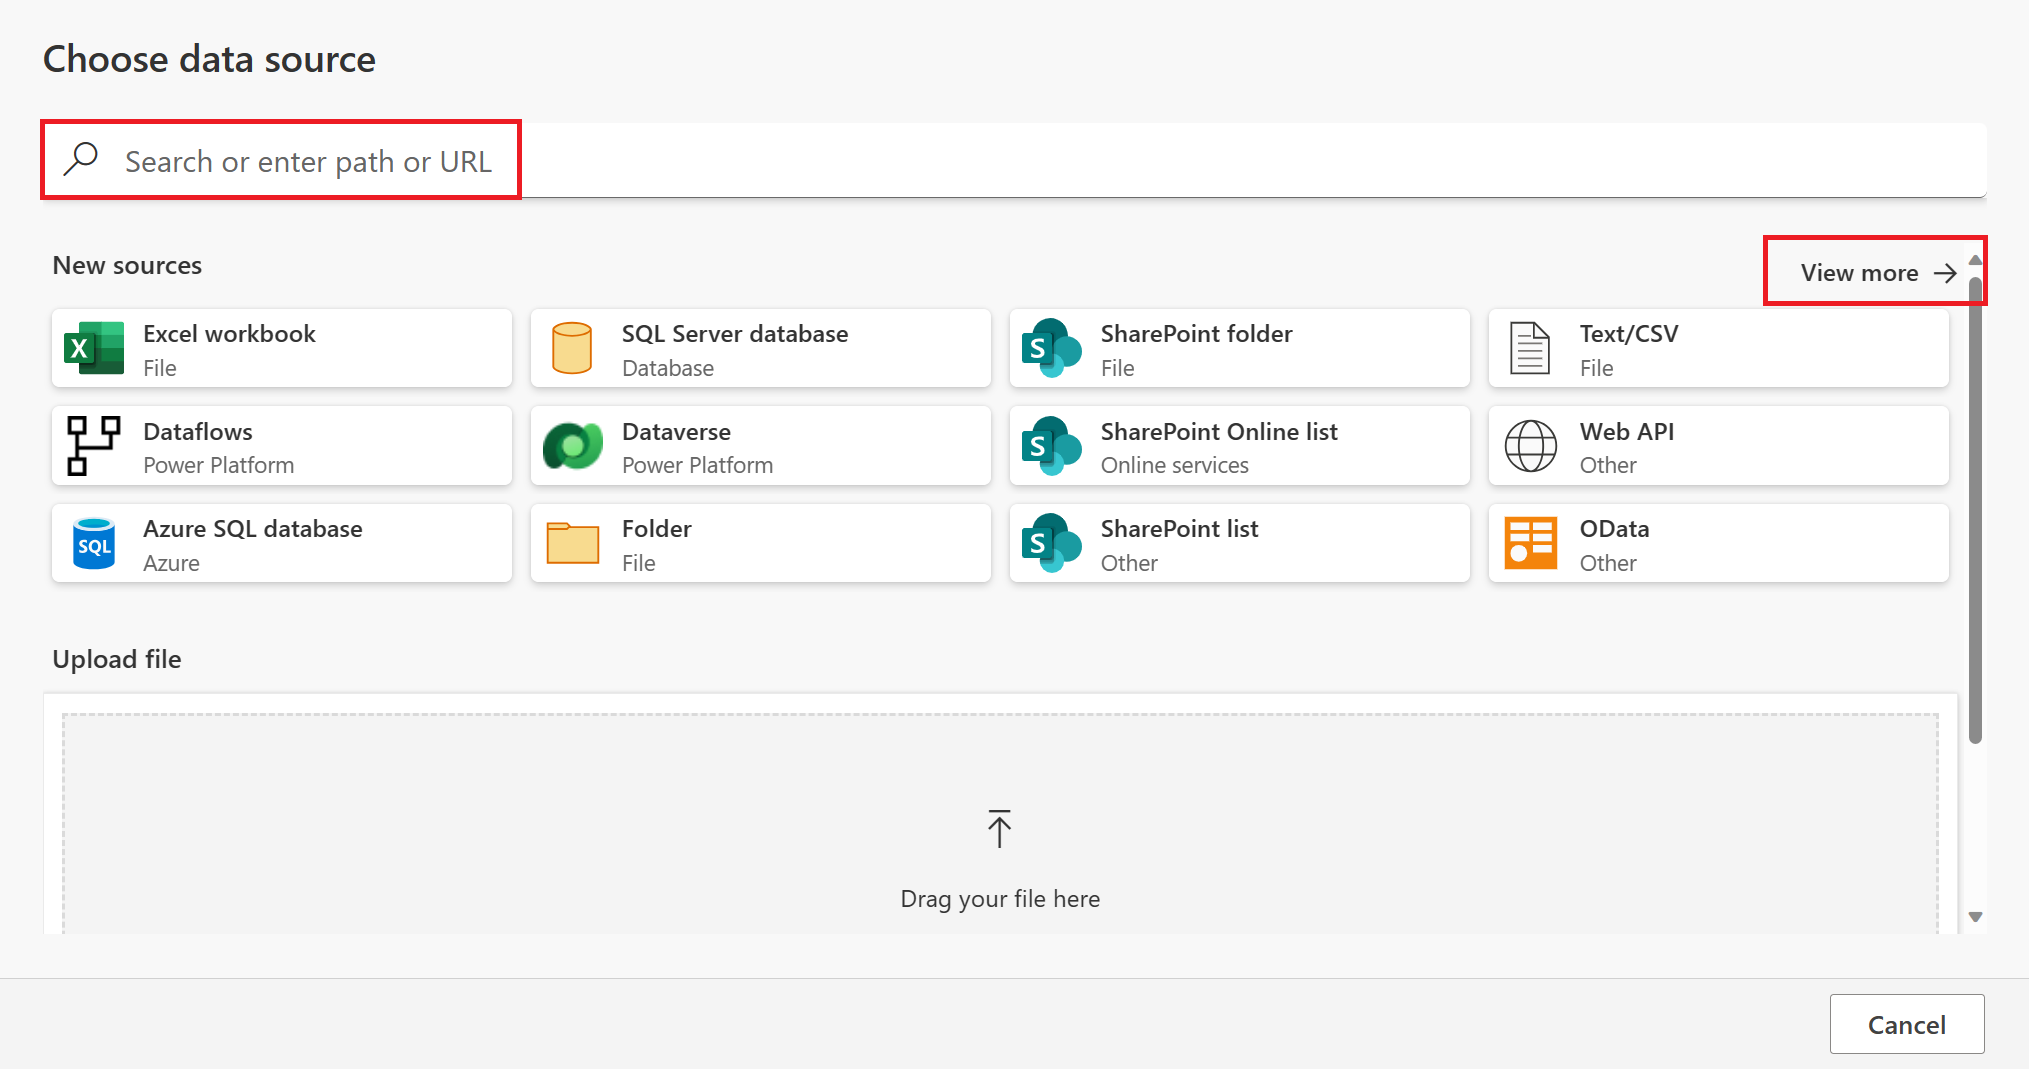 Choose data source
Search or enter path or URL
New sources
View more
Excel workbook
File
SQL Server database
Database
SharePoint folder
File
Text/CSV
File
Dataflows
Power Platform
Dataverse
Power Platform
SharePoint Online list
Online services
Web API
Other
SQL
Azure SQL database
Azure
Folder
File
SharePoint list
Other
OData
Other
Upload file
Drag your file here
Cancel